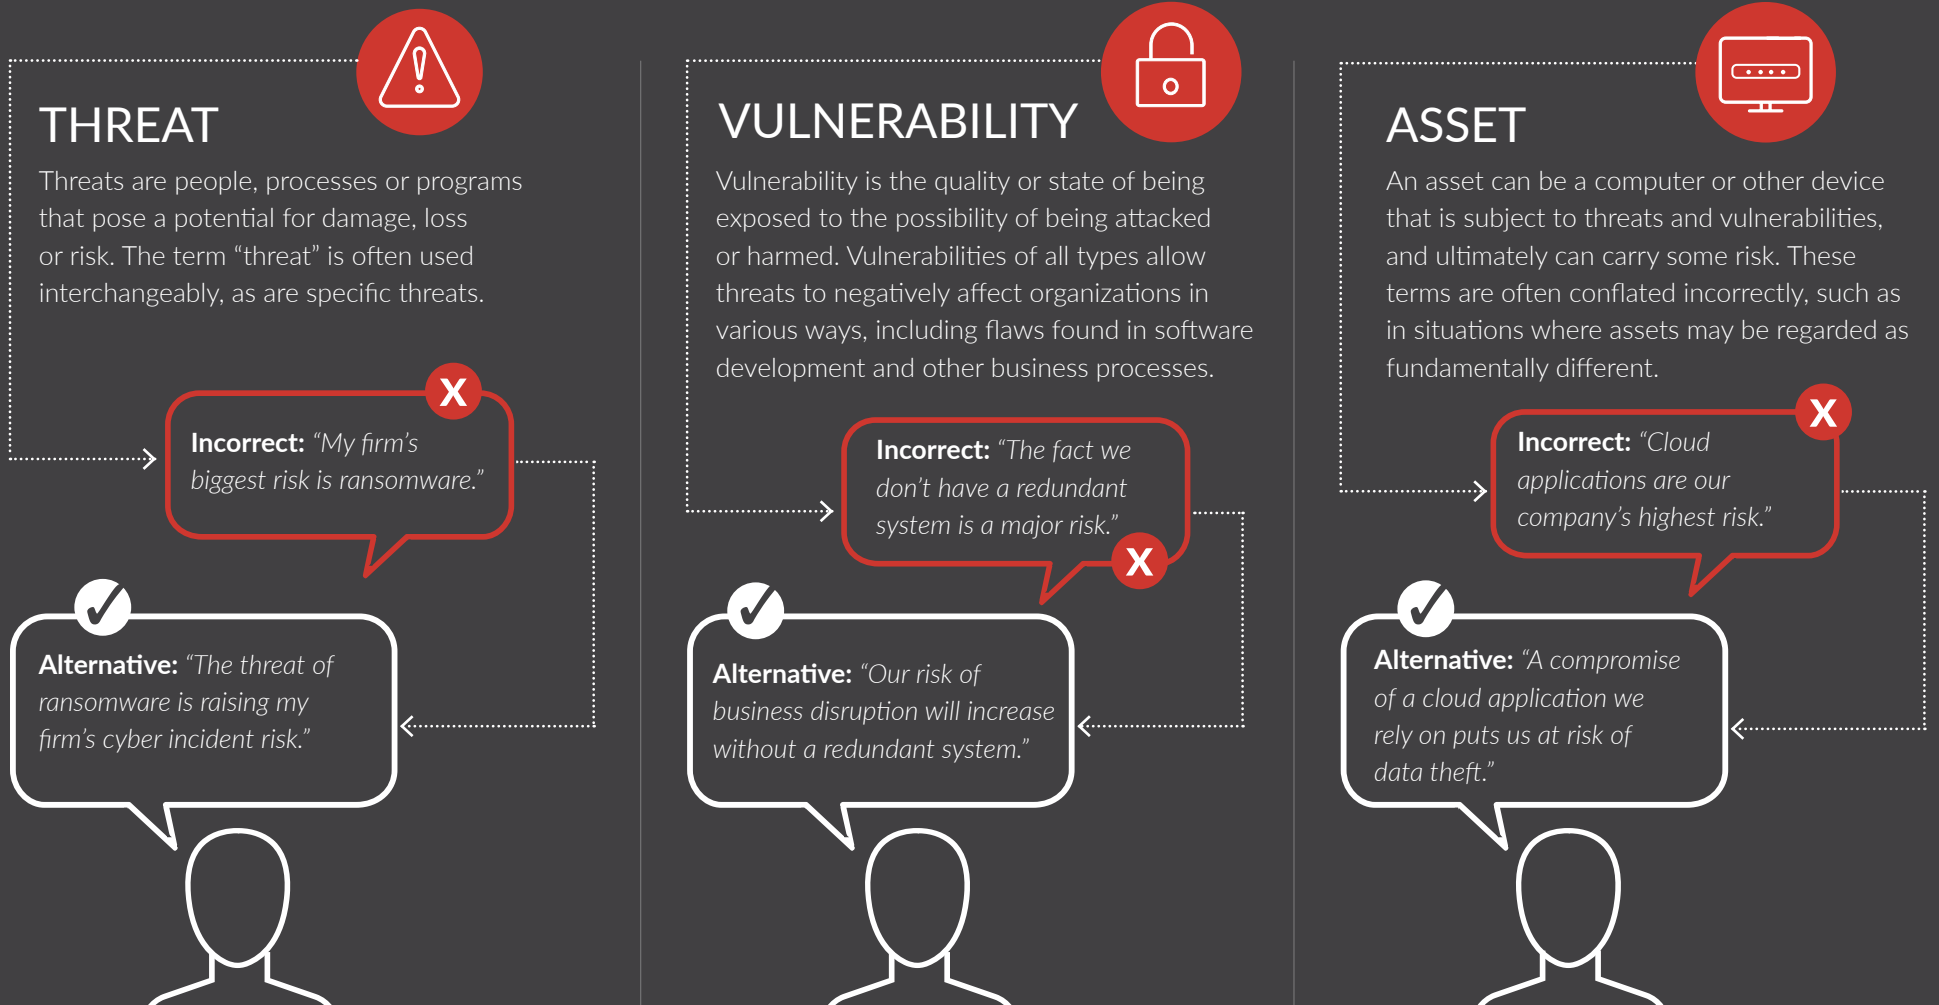 THREAT
Threats are people, processes or programs
that pose a potential for damage, loss
or risk. The term “threat” is often used
interchangeably, as are specific threats.
X
Incorrect: “My firm’s
biggest risk is ransomware.”
Alternative: “The threat of
ransomware is raising my
firm’s cyber incident risk.”
VULNERABILITY
Vulnerability is the quality or state of being
exposed to the possibility of being attacked
or harmed. Vulnerabilities of all types allow
threats to negatively affect organizations in
various ways, including flaws found in software
development and other business processes.
Incorrect: “The fact we
don’t have a redundant
system is a major risk.”
X
Alternative: “Our risk of
business disruption will increase
without a redundant system.”
ASSET
An asset can be a computer or other device
that is subject to threats and vulnerabilities,
and ultimately can carry some risk. These
terms are often conflated incorrectly, such as
in situations where assets may be regarded as
fundamentally different.
X
Incorrect: “Cloud
applications are our
company’s highest risk.”
Alternative: “A compromise
of a cloud application we
rely on puts us at risk of
data theft.”